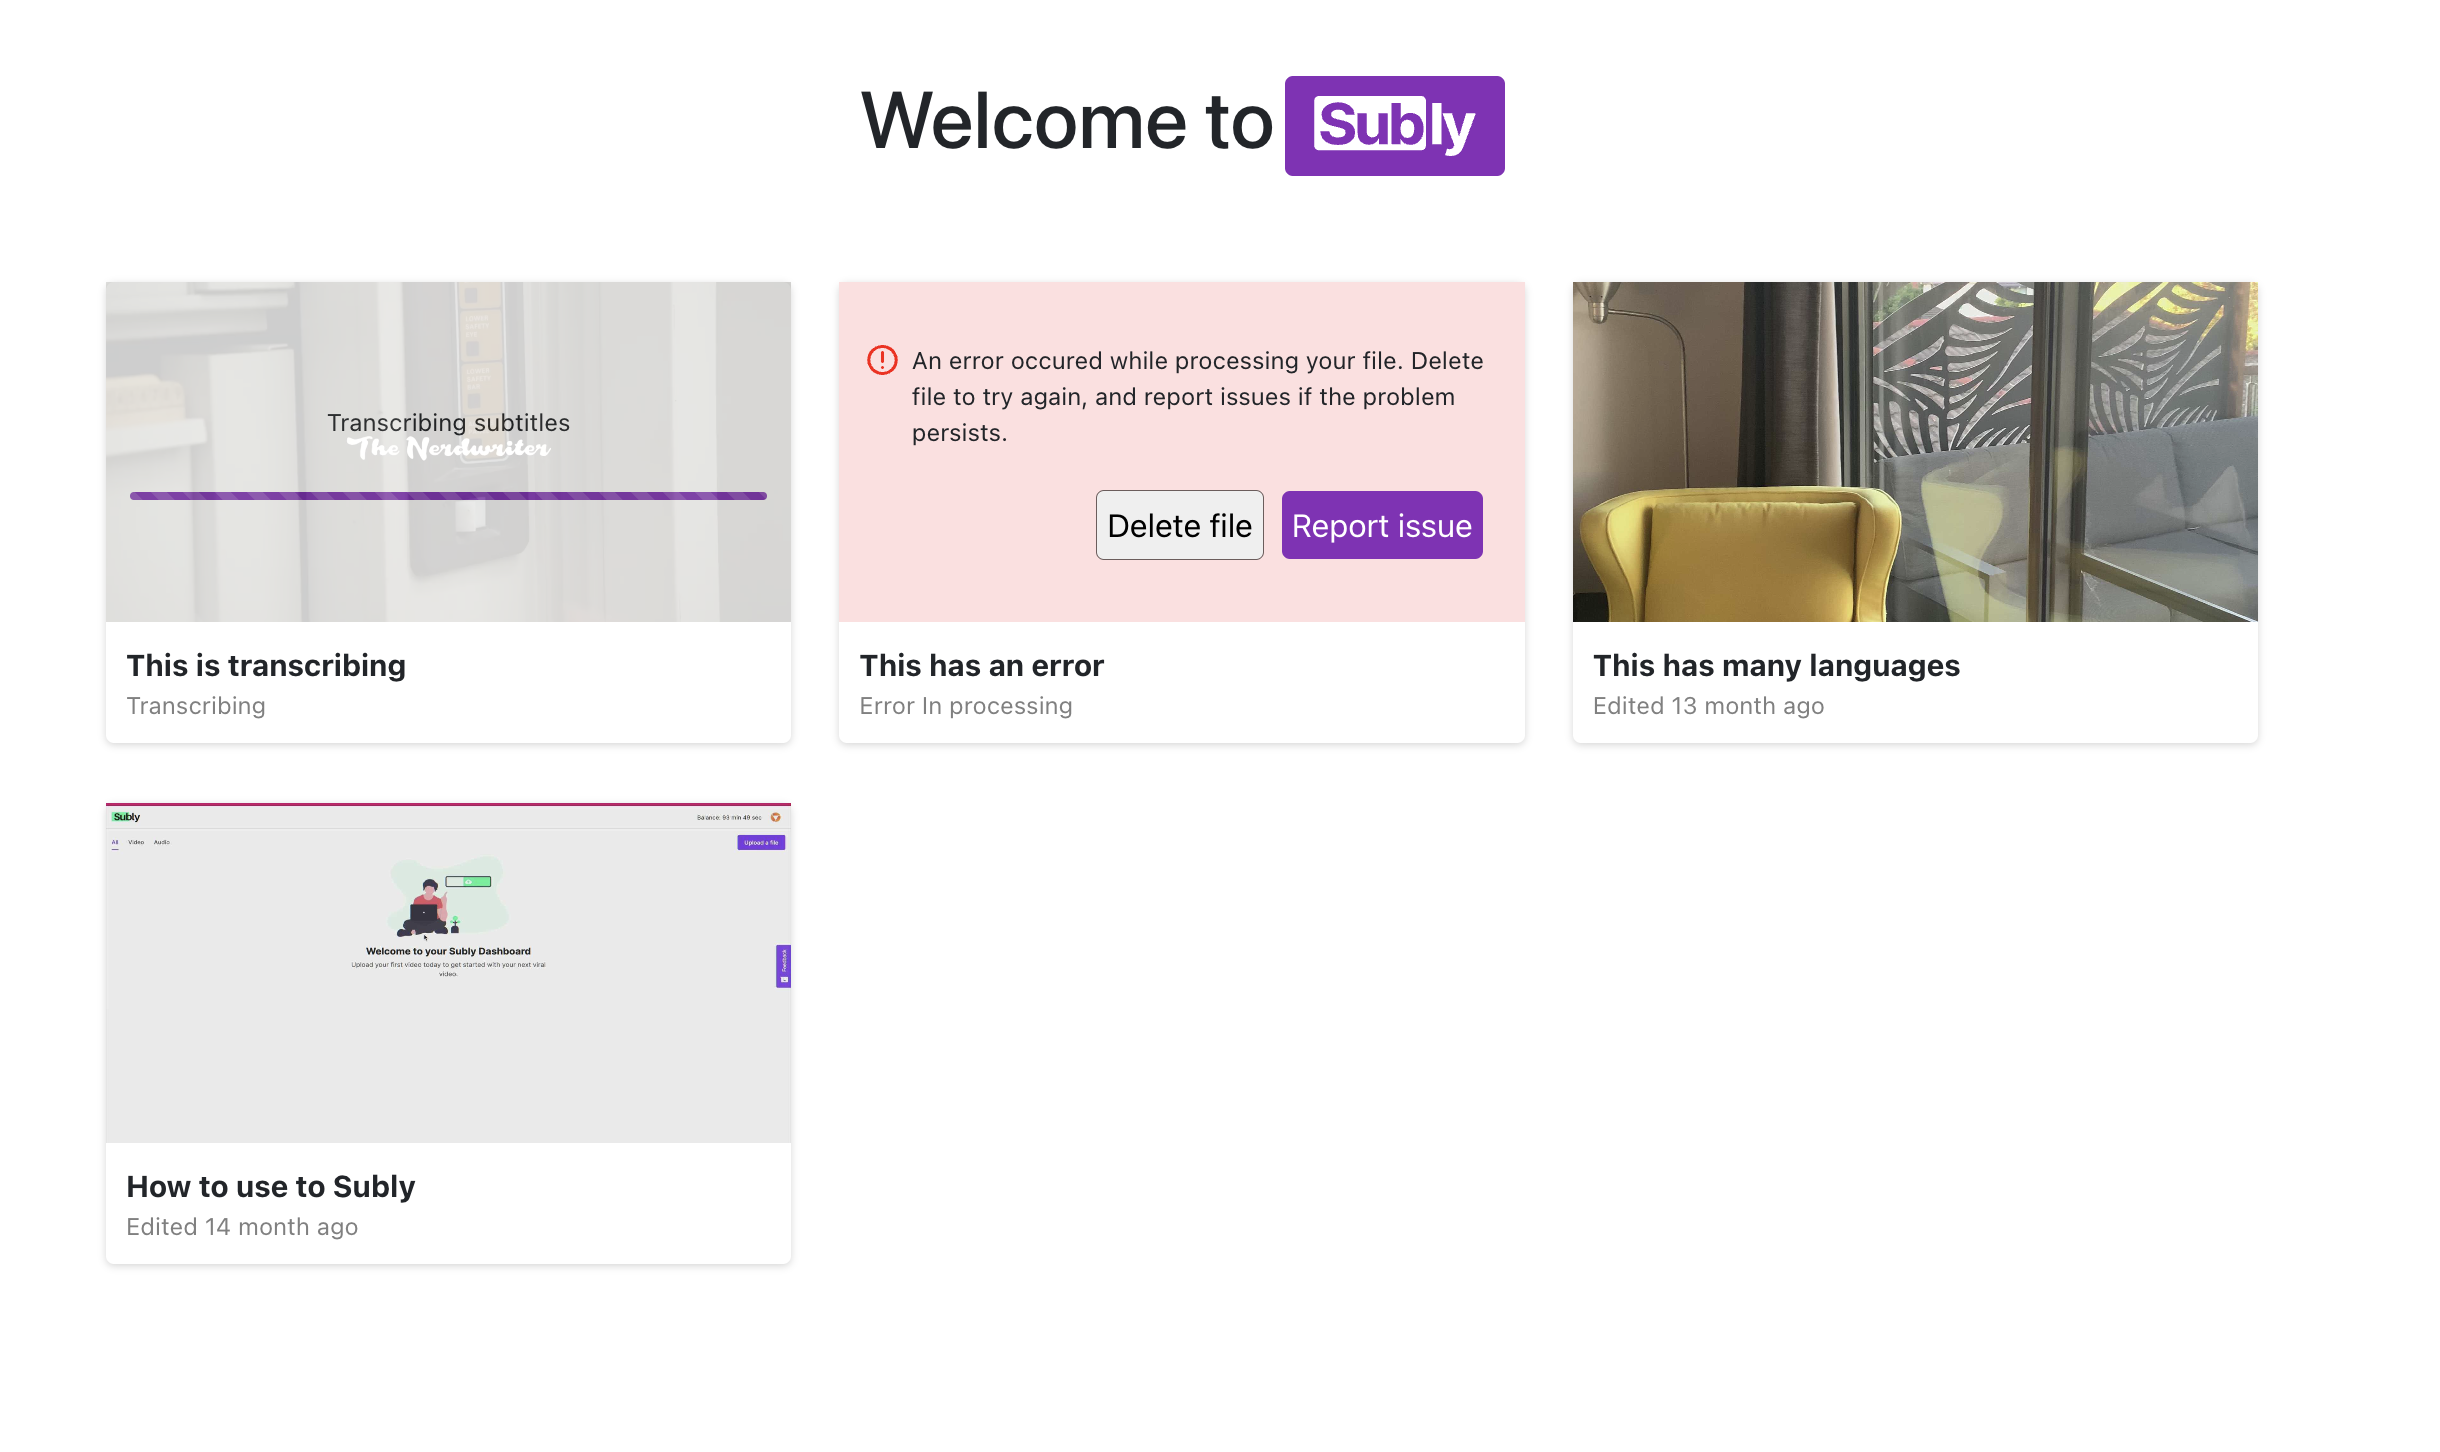 Welcome to Subly
Transcribing subtitles
The Nerdwriter
This is transcribing
Transcribing
An error occured while processing your file. Delete
file to try again, and report issues if the problem
persists.
Delete file
Report issue
This has an error
Error In processing
This has many languages
Edited 13 month ago
Subly
Balance: 93 min 49 sec
All
Video
Audio
Upload a file
Welcome to your Subly Dashboard
Upload your first video today to get started with your next viral
video.
Feedback
How to use to Subly
Edited 14 month ago